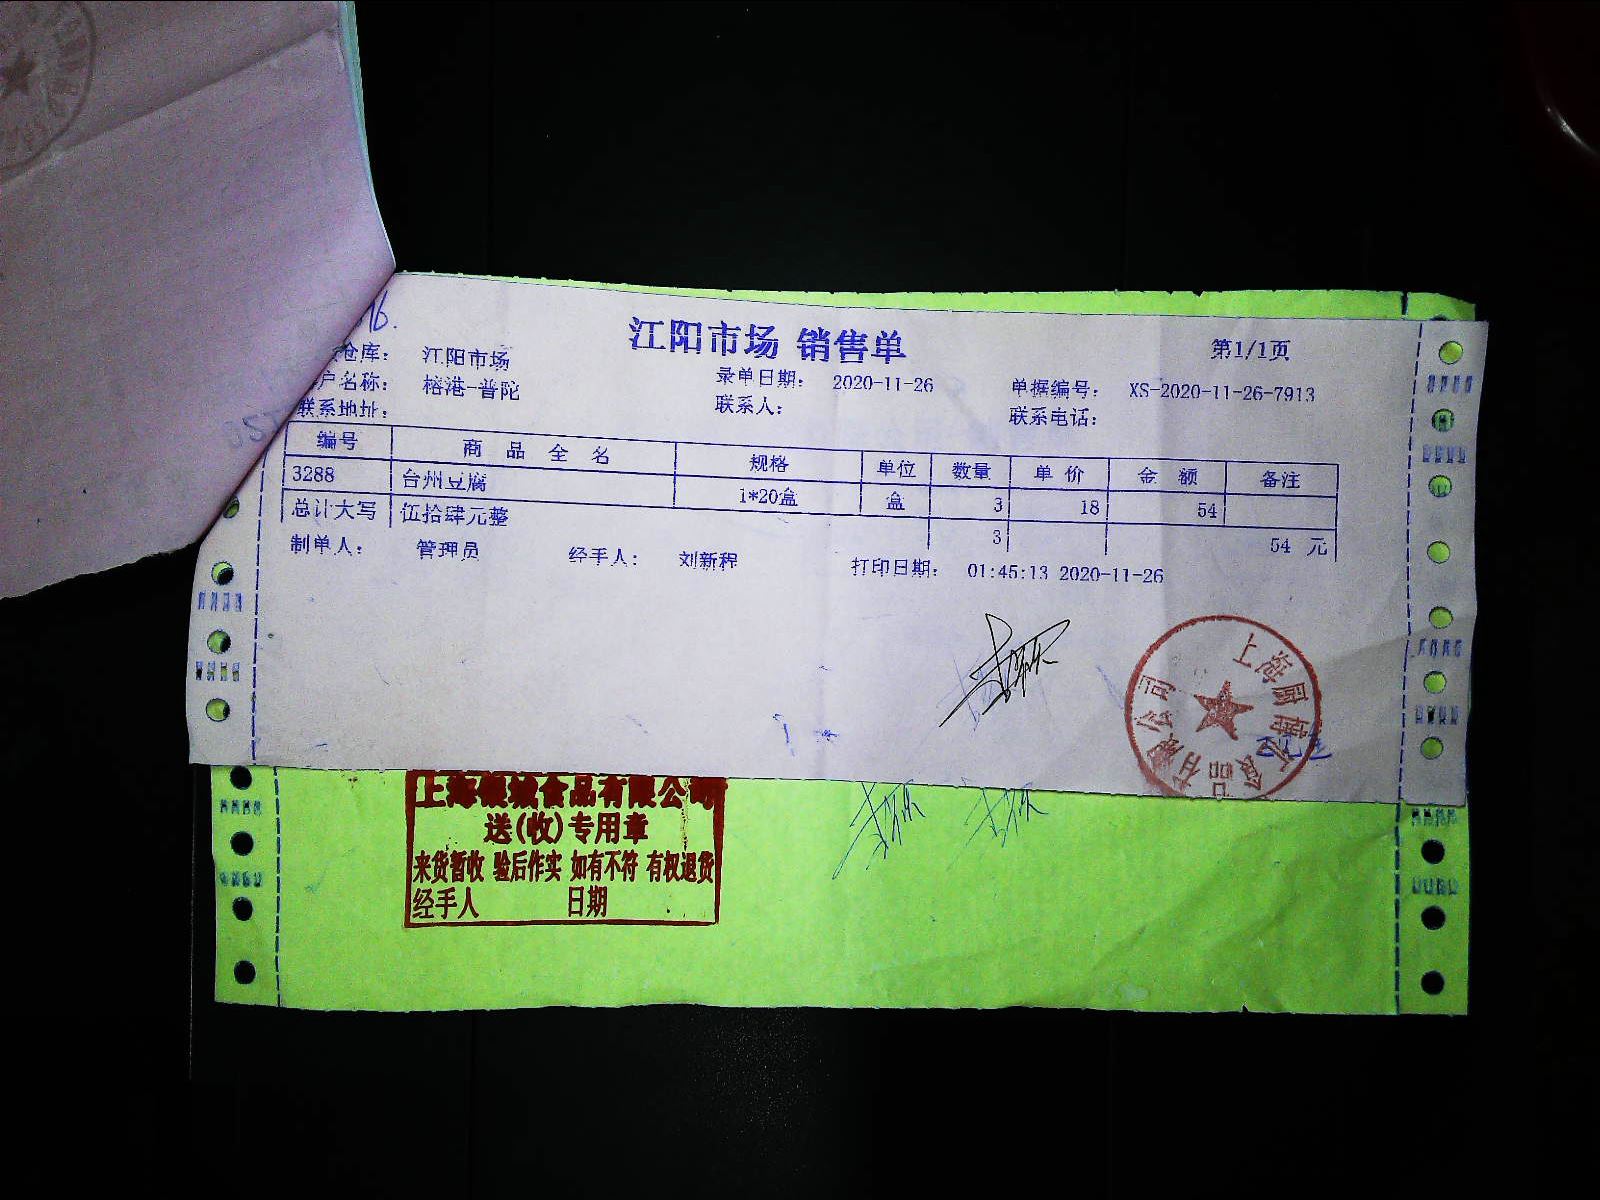 江阳市场 销售单
第1/1页
仓库： 江阳市场
户名称： 榕港-普陀
录单日期： 2020-11-26
单据编号： XS-2020-11-26-7913
联系地址：
联系人：
联系电话：
编号 商品全名 规格 单位 数量 单价 金额 备注
3288 台州豆腐 1*20盒 盒 3 18 54
总计大写 伍拾肆元整 3 54 元
制单人： 管理员 经手人： 刘新程 打印日期： 01:45:13 2020-11-26
食品有限公司
送(收)专用章
来货暂收 验后作实 如有不符 有权退货
经手人 日期